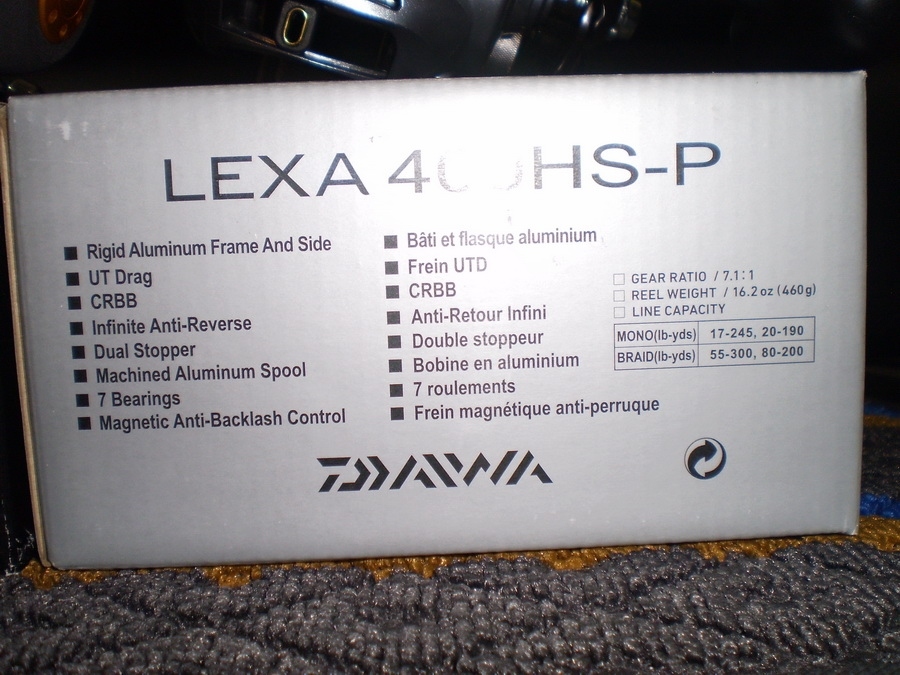 LEXA 400HS-P
Rigid Aluminum Frame And Side
UT Drag
CRBB
Infinite Anti-Reverse
Dual Stopper
Machined Aluminum Spool
7 Bearings
Magnetic Anti-Backlash Control
Bâti et flasque aluminium
Frein UTD
CRBB
Anti-Retour Infini
Double stoppeur
Bobine en aluminium
7 roulements
Frein magnétique anti-perruque
GEAR RATIO / 7.1:1
REEL WEIGHT / 16.2 oz (460g)
LINE CAPACITY
MONO(lb-yds) 17-245, 20-190
BRAID(lb-yds) 55-300, 80-200
DAIWA